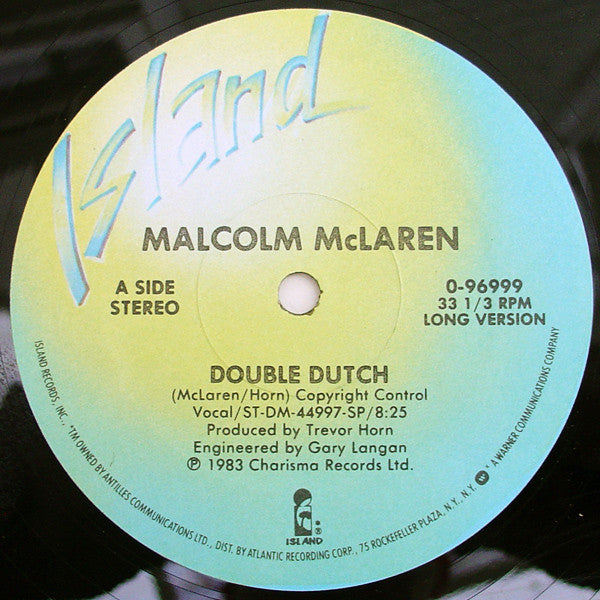 Island
MALCOLM McLAREN
A SIDE
STEREO
0-96999
33 1/3 RPM
LONG VERSION
DOUBLE DUTCH
(McLaren/Horn) Copyright Control
Vocal/ST-DM-44997-SP/8:25
Produced by Trevor Horn
Engineered by Gary Langan
℗ 1983 Charisma Records Ltd.
ISLAND®
ISLAND RECORDS, INC., *TM OWNED BY ANTILLES COMMUNICATIONS LTD., DIST. BY ATLANTIC RECORDING CORP., 75 ROCKEFELLER PLAZA, N.Y., N.Y. W *A WARNER COMMUNICATIONS COMPANY